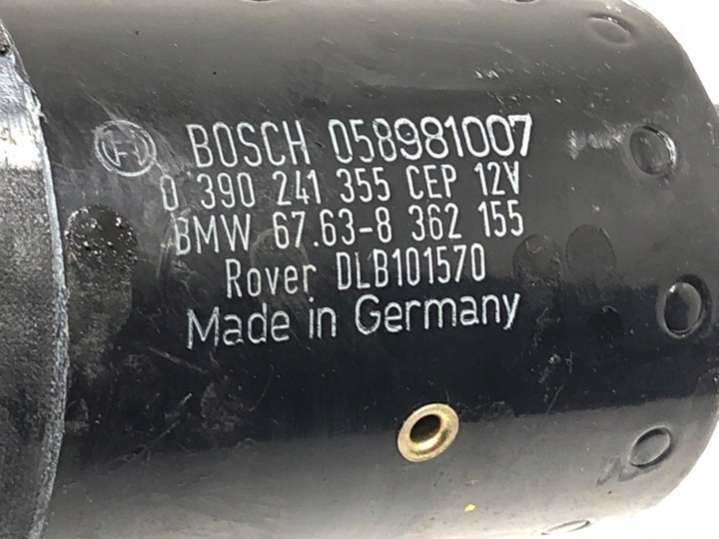 BOSCH 058981007
0 390 241 355 CEP 12V
BMW 67.63-8 362 155
Rover DLB101570
Made in Germany